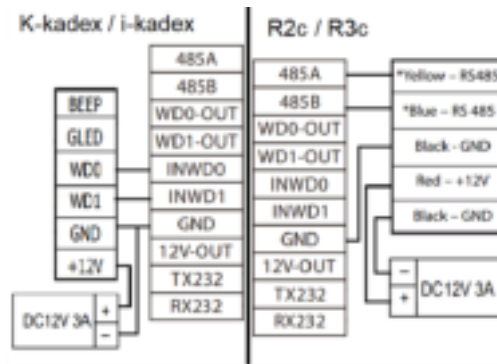 K-kadex / i-kadex
485A
485B
WD0-OUT
WD1-OUT
INWD0
INWD1
GND
12V-OUT
TX232
RX232
BEEP
GLED
WD0
WD1
GND
+12V
DC12V 3A
+
−
R2c / R3c
485A
485B
WD0-OUT
WD1-OUT
INWD0
INWD1
GND
12V-OUT
TX232
RX232
*Yellow – RS485
*Blue – RS 485
Black - GND
Red – +12V
Black – GND
−
+
DC12V 3A